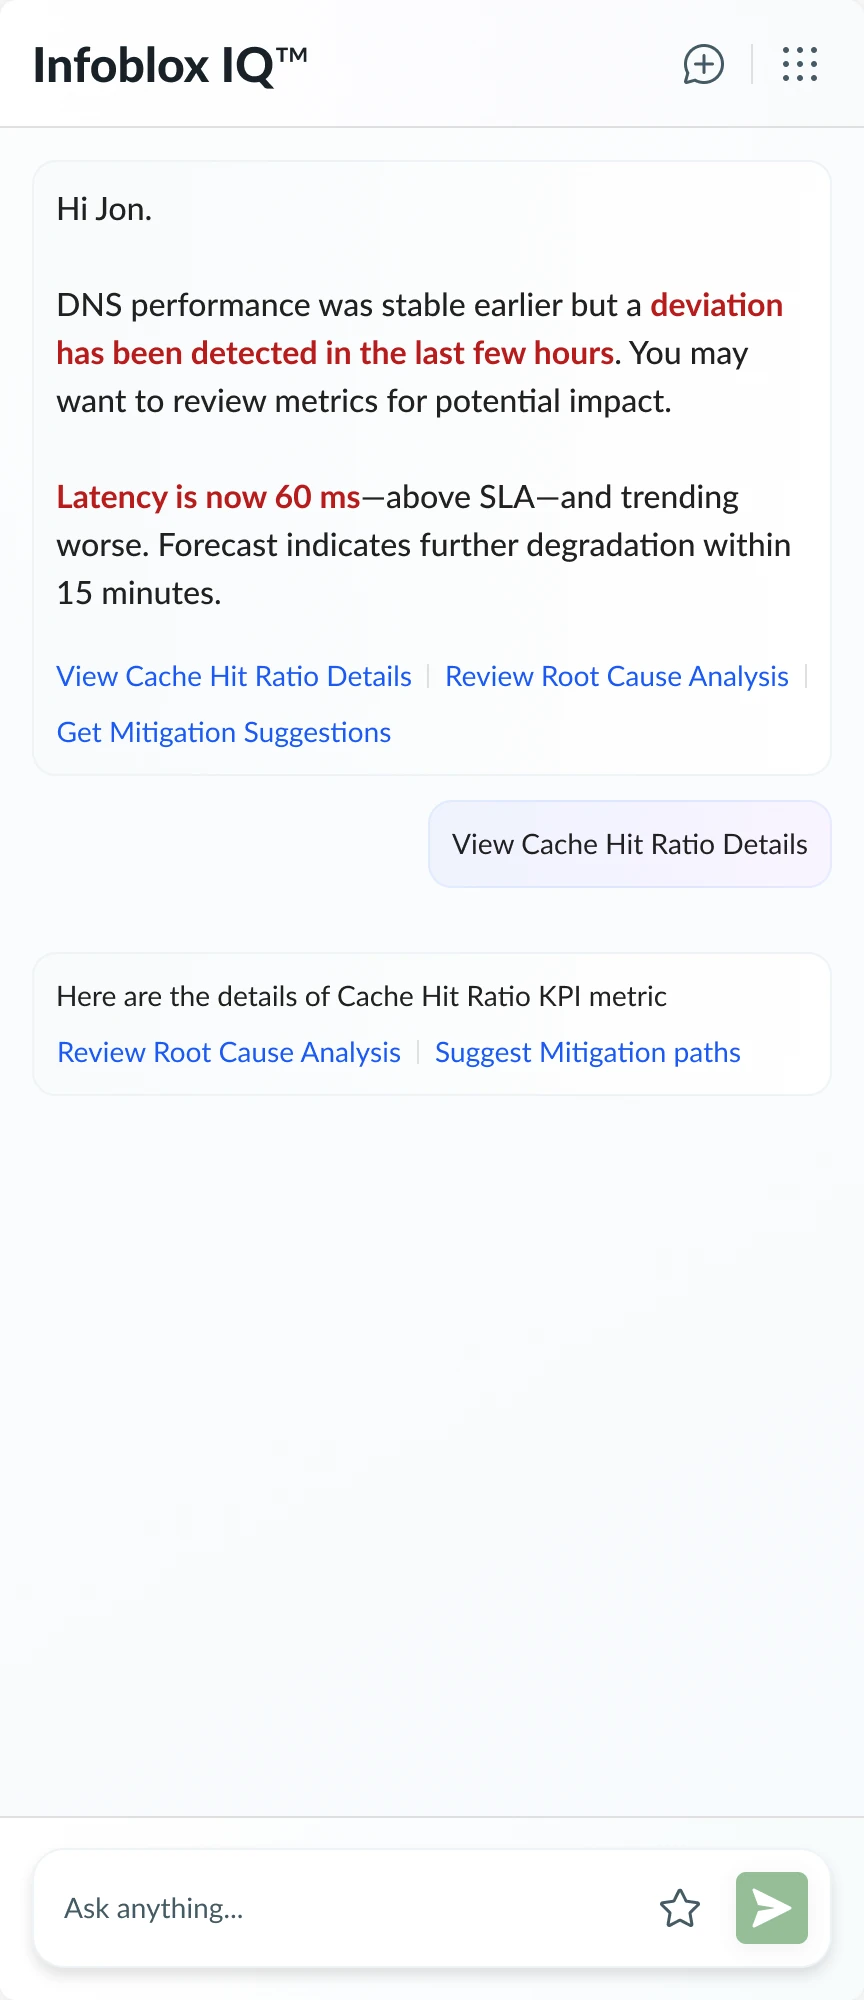 Infoblox IQ™
Hi Jon.
DNS performance was stable earlier but a deviation
has been detected in the last few hours. You may
want to review metrics for potential impact.
Latency is now 60 ms—above SLA—and trending
worse. Forecast indicates further degradation within
15 minutes.
View Cache Hit Ratio Details | Review Root Cause Analysis |
Get Mitigation Suggestions
View Cache Hit Ratio Details
Here are the details of Cache Hit Ratio KPI metric
Review Root Cause Analysis | Suggest Mitigation paths
Ask anything...